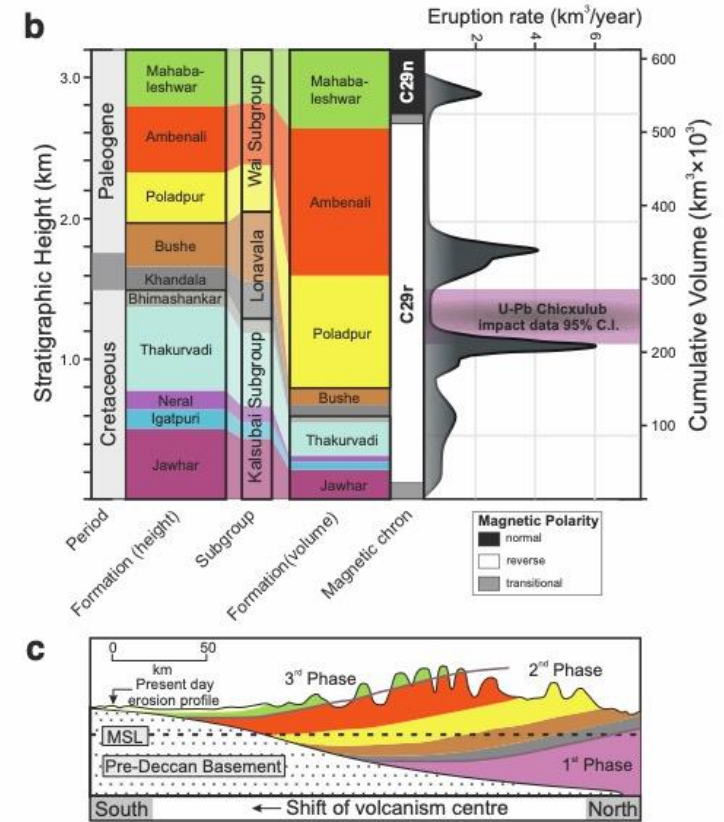 b
Eruption rate (km³/year)
2
4
6
3.0
2.0
1.0
Stratigraphic Height (km)
Paleogene
Cretaceous
Mahaba-
leshwar
Ambenali
Poladpur
Bushe
Khandala
Bhimashankar
Thakurvadi
Neral
Igatpuri
Jawhar
Wai Subgroup
Lonavala
Kalsubai Subgroup
Mahaba-
leshwar
Ambenali
Poladpur
Bushe
Thakurvadi
Jawhar
C29n
C29r
U-Pb Chicxulub
impact data 95% C.I.
600
500
400
300
200
100
Cumulative Volume (km³×10³)
Period
Formation (height)
Subgroup
Formation(volume)
Magnetic chron
Magnetic Polarity
normal
reverse
transitional
c
0
50
km
Present day
erosion profile
3rd Phase
2nd Phase
1st Phase
MSL
Pre-Deccan Basement
South
← Shift of volcanism centre
North